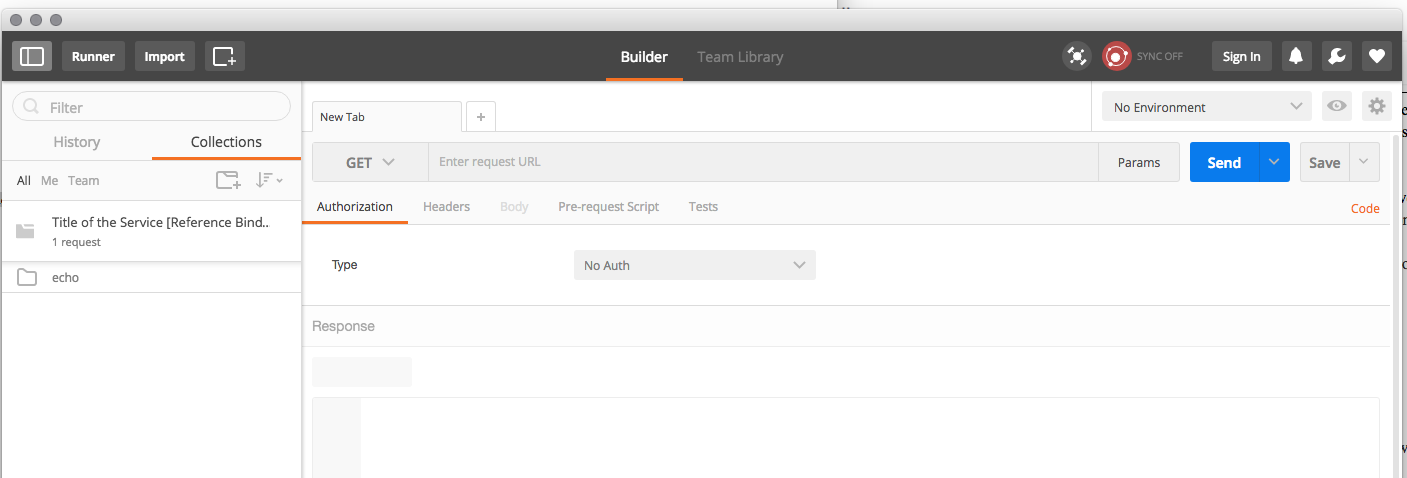 Runner Import Builder Team Library SYNC OFF Sign In
Filter
History Collections
All Me Team
Title of the Service [Reference Bind..
1 request
echo
New Tab +
No Environment
GET Enter request URL Params Send Save
Authorization Headers Body Pre-request Script Tests Code
Type No Auth
Response